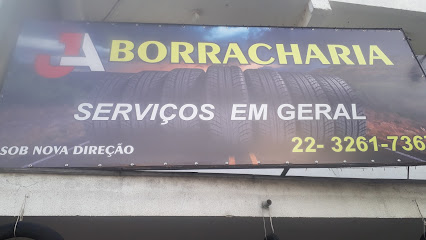 JA BORRACHARIA
SERVIÇOS EM GERAL
SOB NOVA DIREÇÃO
22- 3261-736